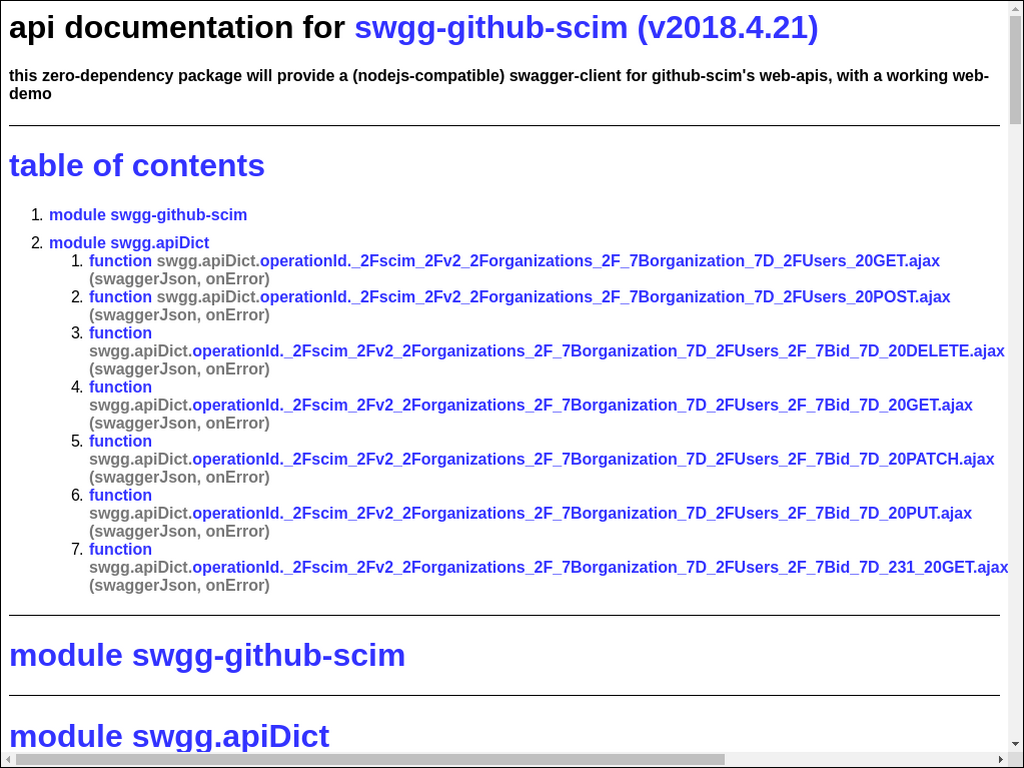 api documentation for swgg-github-scim (v2018.4.21)
this zero-dependency package will provide a (nodejs-compatible) swagger-client for github-scim's web-apis, with a working web-
demo
table of contents
1. module swgg-github-scim
2. module swgg.apiDict
1. function swgg.apiDict.operationId._2Fscim_2Fv2_2Forganizations_2F_7Borganization_7D_2FUsers_20GET.ajax
(swaggerJson, onError)
2. function swgg.apiDict.operationId._2Fscim_2Fv2_2Forganizations_2F_7Borganization_7D_2FUsers_20POST.ajax
(swaggerJson, onError)
3. function
swgg.apiDict.operationId._2Fscim_2Fv2_2Forganizations_2F_7Borganization_7D_2FUsers_2F_7Bid_7D_20DELETE.ajax
(swaggerJson, onError)
4. function
swgg.apiDict.operationId._2Fscim_2Fv2_2Forganizations_2F_7Borganization_7D_2FUsers_2F_7Bid_7D_20GET.ajax
(swaggerJson, onError)
5. function
swgg.apiDict.operationId._2Fscim_2Fv2_2Forganizations_2F_7Borganization_7D_2FUsers_2F_7Bid_7D_20PATCH.ajax
(swaggerJson, onError)
6. function
swgg.apiDict.operationId._2Fscim_2Fv2_2Forganizations_2F_7Borganization_7D_2FUsers_2F_7Bid_7D_20PUT.ajax
(swaggerJson, onError)
7. function
swgg.apiDict.operationId._2Fscim_2Fv2_2Forganizations_2F_7Borganization_7D_2FUsers_2F_7Bid_7D_231_20GET.ajax
(swaggerJson, onError)
module swgg-github-scim
module swgg.apiDict